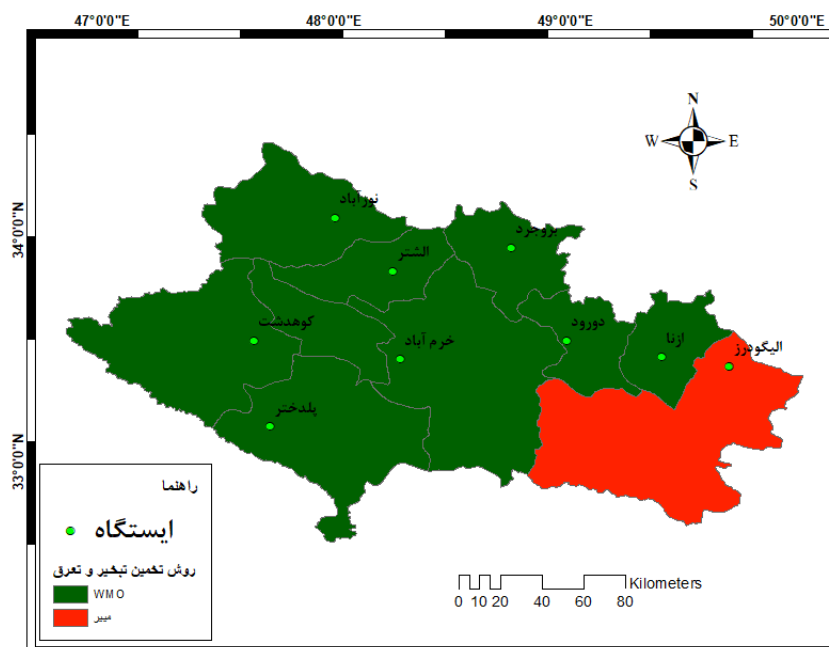 47°0'0"E 48°0'0"E 49°0'0"E 50°0'0"E
34°0'0"N
33°0'0"N
N
W E
S
نورآباد
بروجرد
الشتر
کوهدشت
خرم آباد
دورود
ازنا
الیگودرز
پلدختر
راهنما
ایستگاه
روش تخمین تبخیر و تعرق
WMO
میر
Kilometers
0 10 20 40 60 80